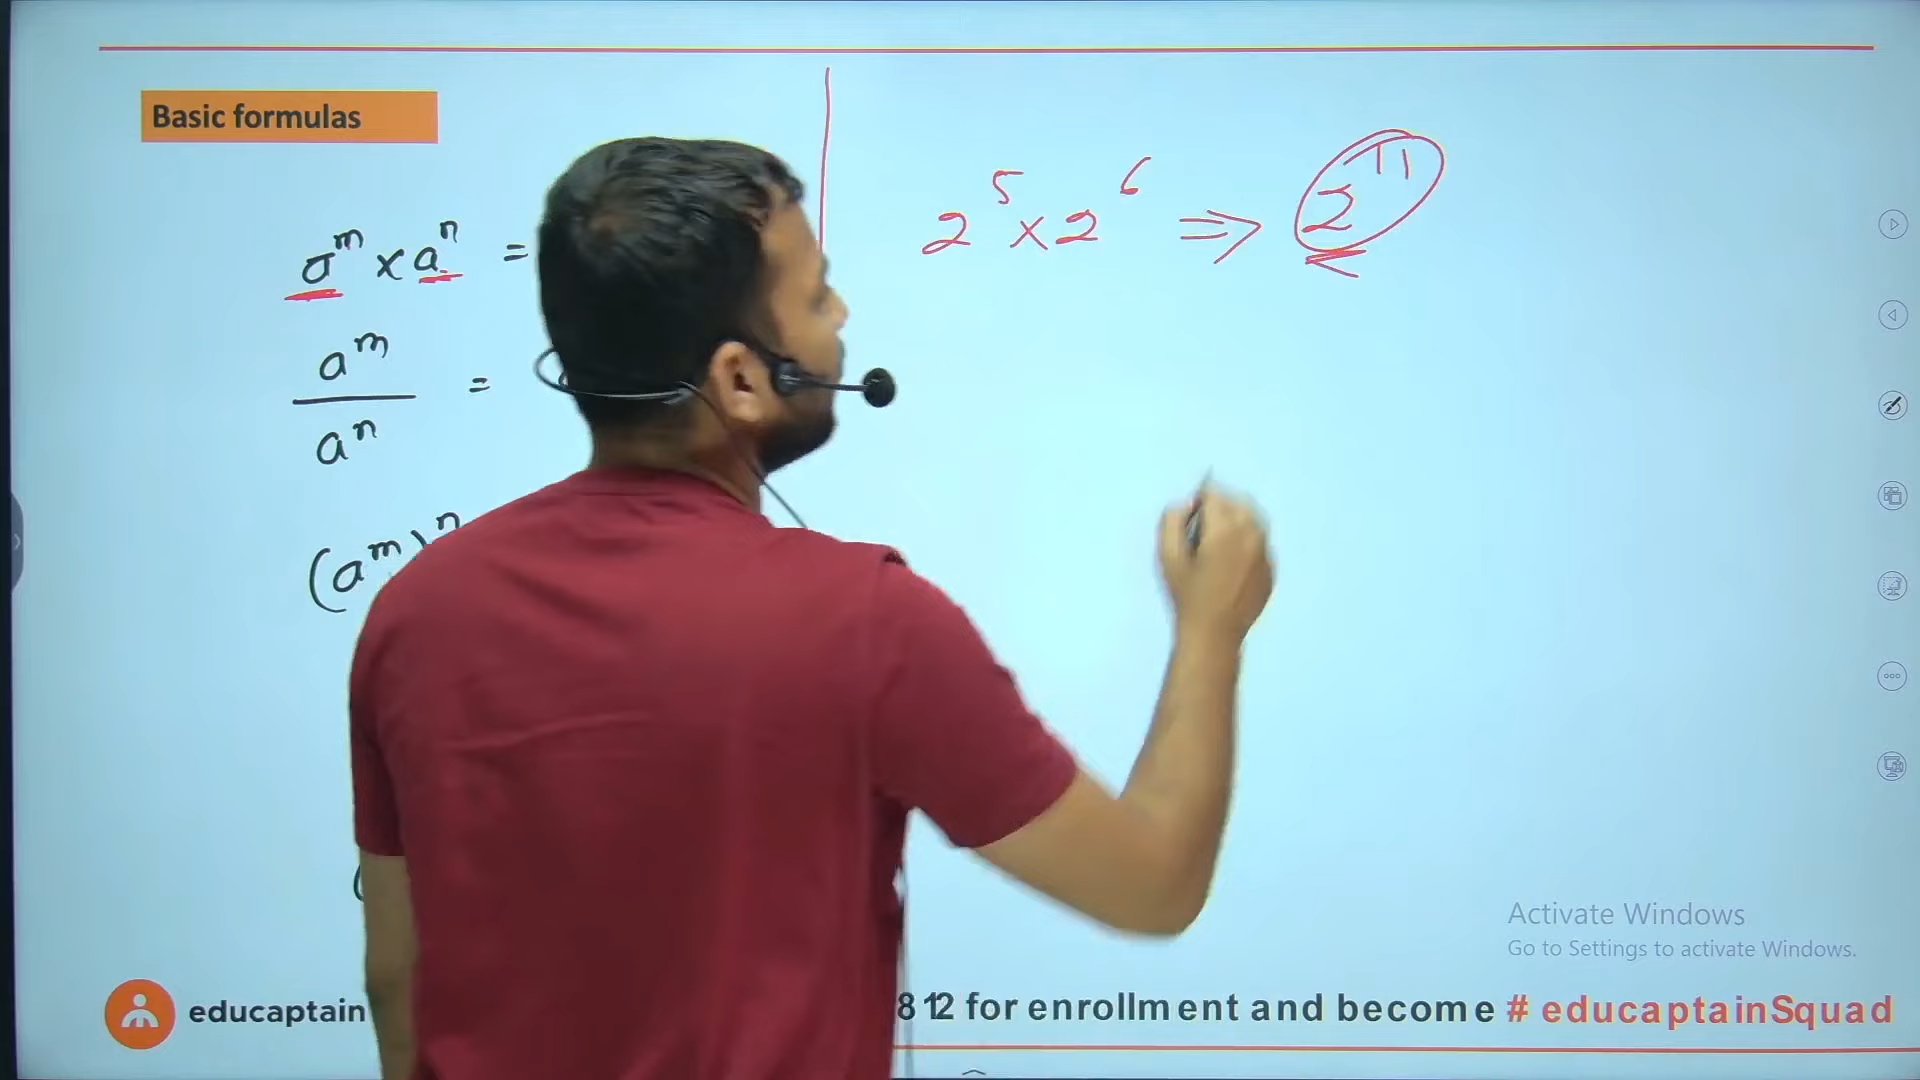 Basic formulas
a^m × a^n =
2^5 × 2^6 ⇒ 2^11
a^m
—
a^n =
(a^m)^n
Activate Windows
Go to Settings to activate Windows.
educaptain
812 for enrollment and become # educaptainSquad